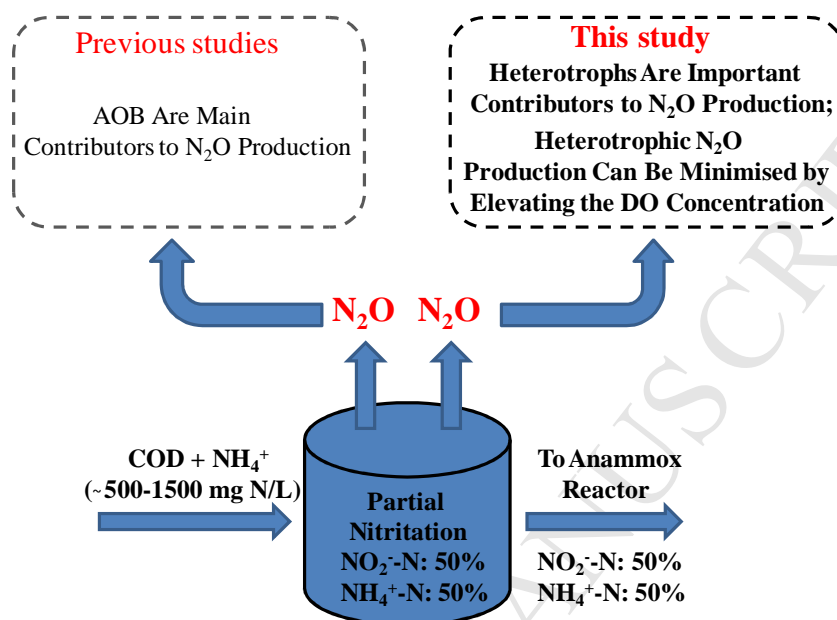 Previous studies
AOB Are Main
Contributors to N₂O Production
This study
Heterotrophs Are Important
Contributors to N₂O Production;
Heterotrophic N₂O
Production Can Be Minimised by
Elevating the DO Concentration
N₂O N₂O
COD + NH₄⁺
(~500-1500 mg N/L)
Partial
Nitritation
NO₂⁻-N: 50%
NH₄⁺-N: 50%
To Anammox
Reactor
NO₂⁻-N: 50%
NH₄⁺-N: 50%